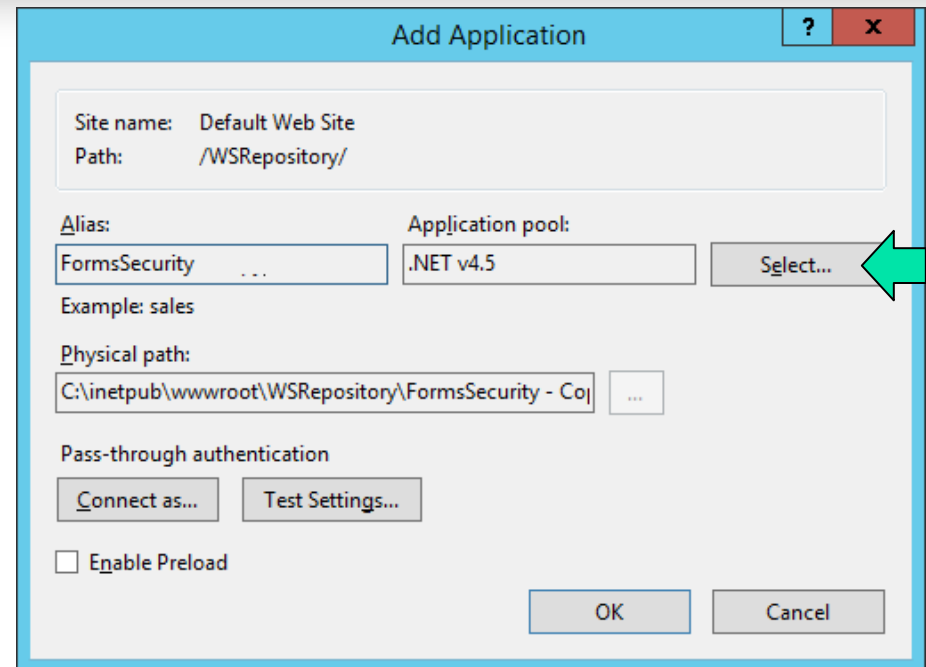 Add Application
?
x
Site name: Default Web Site
Path: /WSRepository/
Alias: Application pool:
FormsSecurity .NET v4.5 Select...
Example: sales
Physical path:
C:\inetpub\wwwroot\WSRepository\FormsSecurity - Cop
...
Pass-through authentication
Connect as... Test Settings...
Enable Preload
OK Cancel